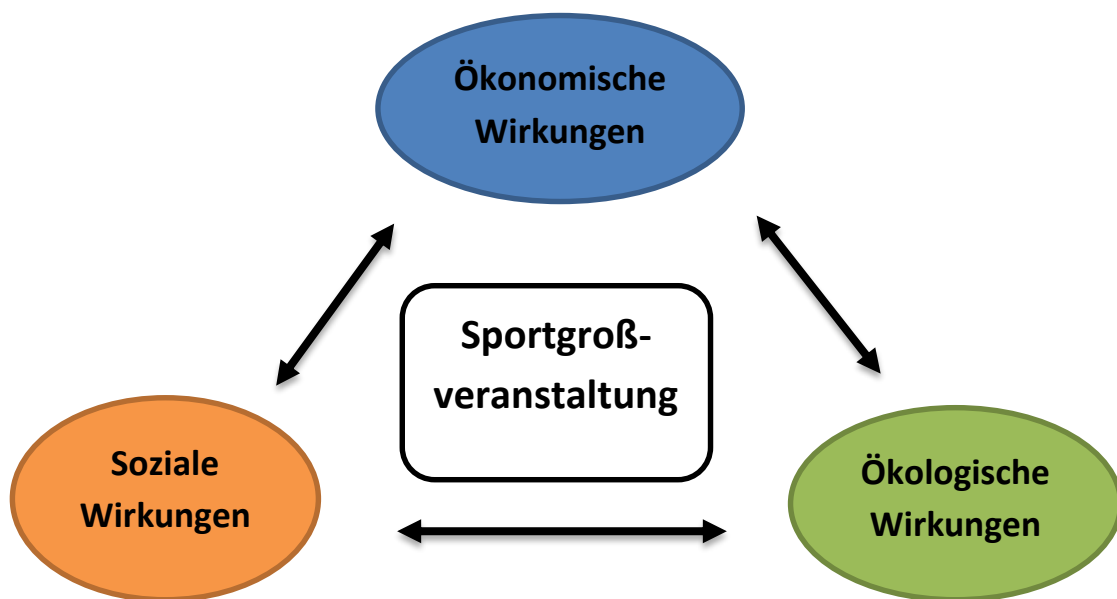 Ökonomische
Wirkungen
Sportgroß-
veranstaltung
Soziale
Wirkungen
Ökologische
Wirkungen